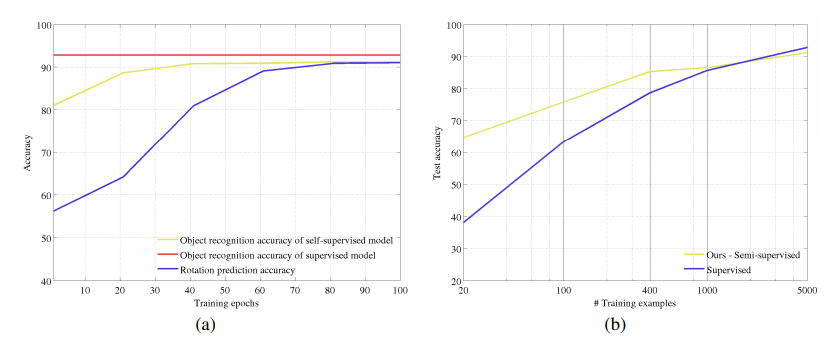 100
90
80
70
60
50
40
Accuracy
10 20 30 40 50 60 70 80 90 100
Training epochs
Object recognition accuracy of self-supervised model
Object recognition accuracy of supervised model
Rotation prediction accuracy
(a)
100
90
80
70
60
50
40
30
20
Test accuracy
20 100 400 1000 5000
# Training examples
Ours - Semi-supervised
Supervised
(b)